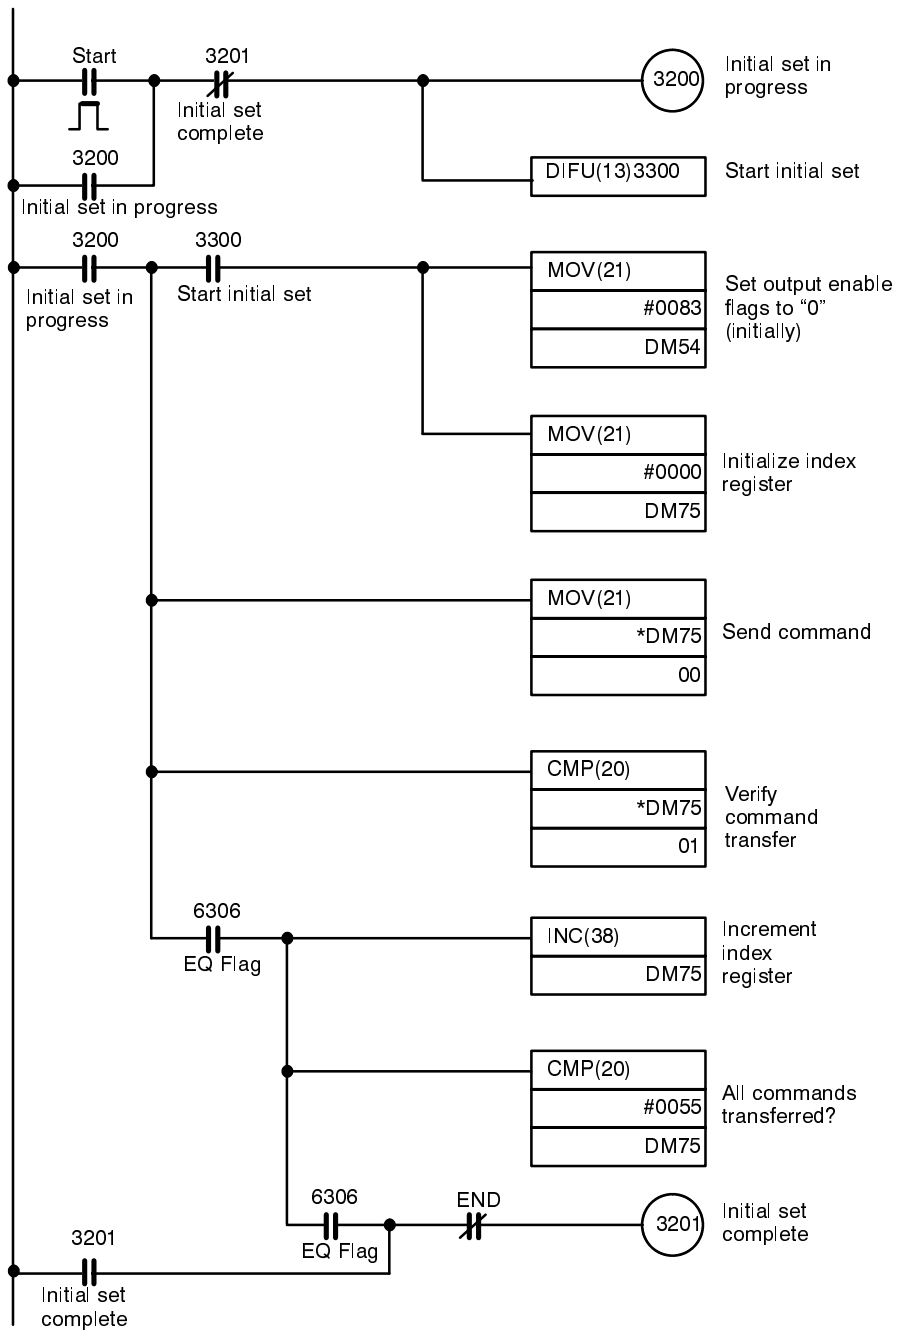 Start
3201
3200
Initial set in
progress
Initial set
complete
3200
DIFU(13)3300
Start initial set
Initial set in progress
3200
3300
MOV(21)
#0083
DM54
Set output enable
flags to “0”
(initially)
Initial set in
progress
Start initial set
MOV(21)
#0000
DM75
Initialize index
register
MOV(21)
*DM75
00
Send command
CMP(20)
*DM75
01
Verify
command
transfer
6306
EQ Flag
INC(38)
DM75
Increment
index
register
CMP(20)
#0055
DM75
All commands
transferred?
6306
EQ Flag
END
3201
Initial set
complete
3201
Initial set
complete